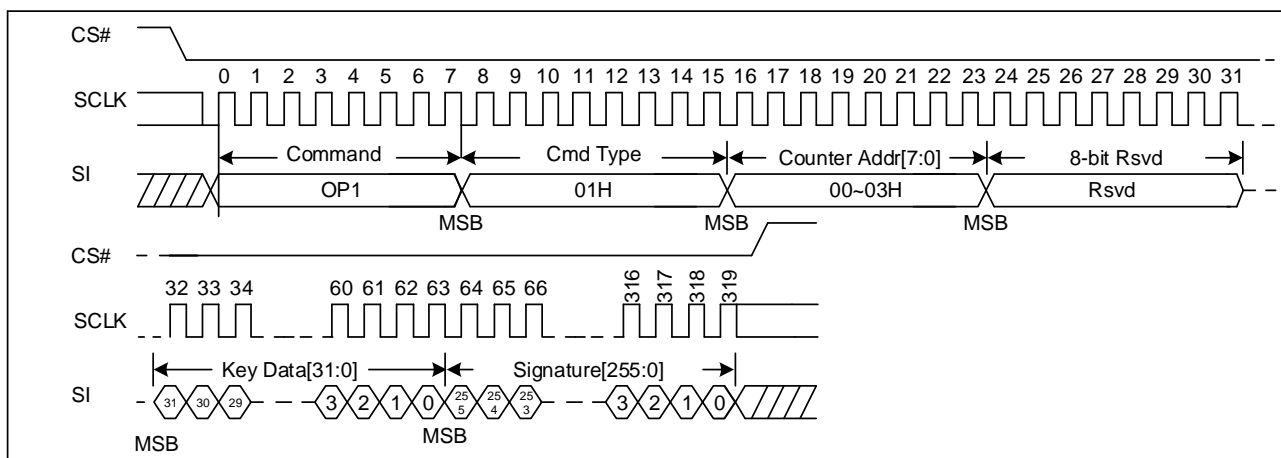 CS#
0 1 2 3 4 5 6 7 8 9 10 11 12 13 14 15 16 17 18 19 20 21 22 23 24 25 26 27 28 29 30 31
SCLK
Command Cmd Type Counter Addr[7:0] 8-bit Rsvd
SI
OP1 01H 00~03H Rsvd
MSB MSB MSB
CS#
32 33 34 60 61 62 63 64 65 66 316 317 318 319
SCLK
Key Data[31:0] Signature[255:0]
SI
31 30 29 3 2 1 0 255 254 253 3 2 1 0
MSB MSB